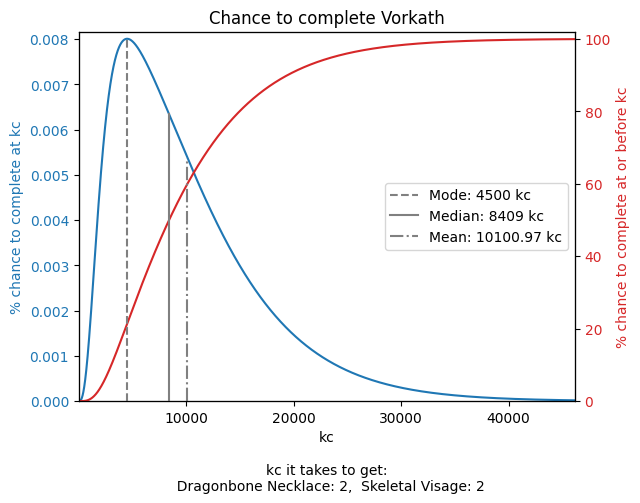 Chance to complete Vorkath
% chance to complete at kc
0.008
0.007
0.006
0.005
0.004
0.003
0.002
0.001
0.000
Mode: 4500 kc
Median: 8409 kc
Mean: 10100.97 kc
100
80
60
40
20
0
% chance to complete at or before kc
10000 20000 30000 40000
kc
kc it takes to get:
Dragonbone Necklace: 2, Skeletal Visage: 2